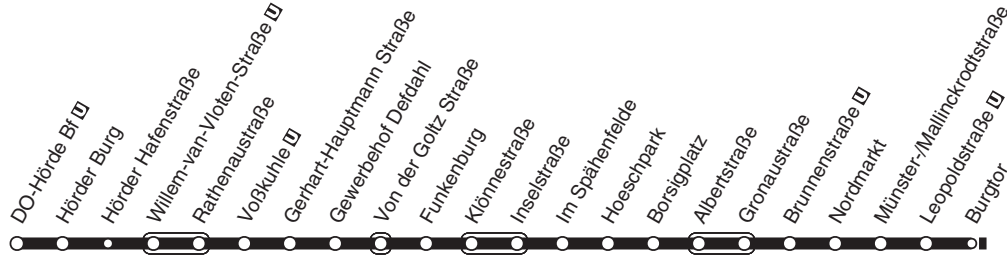 DO-Hörde Bf U
Hörder Burg
Hörder Hafenstraße
Willem-van-Vloten-Straße U
Rathenaustraße
Voßkuhle U
Gerhart-Hauptmann Straße
Gewerbehof Defdahl
Von der Goltz Straße
Funkenburg
Klönnestraße
Inselstraße
Im Spähenfelde
Hoeschpark
Borsigplatz
Albertstraße
Gronaustraße
Brunnenstraße U
Nordmarkt
Münster-/Mallinckrodtstraße
Leopoldstraße U
Burgtor